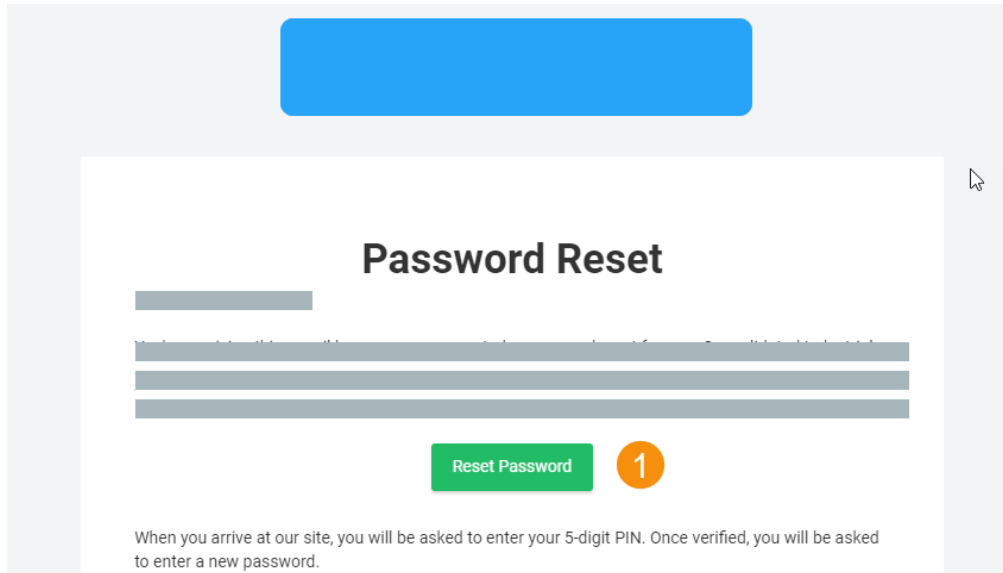 Password Reset
Reset Password
1
When you arrive at our site, you will be asked to enter your 5-digit PIN. Once verified, you will be asked
to enter a new password.